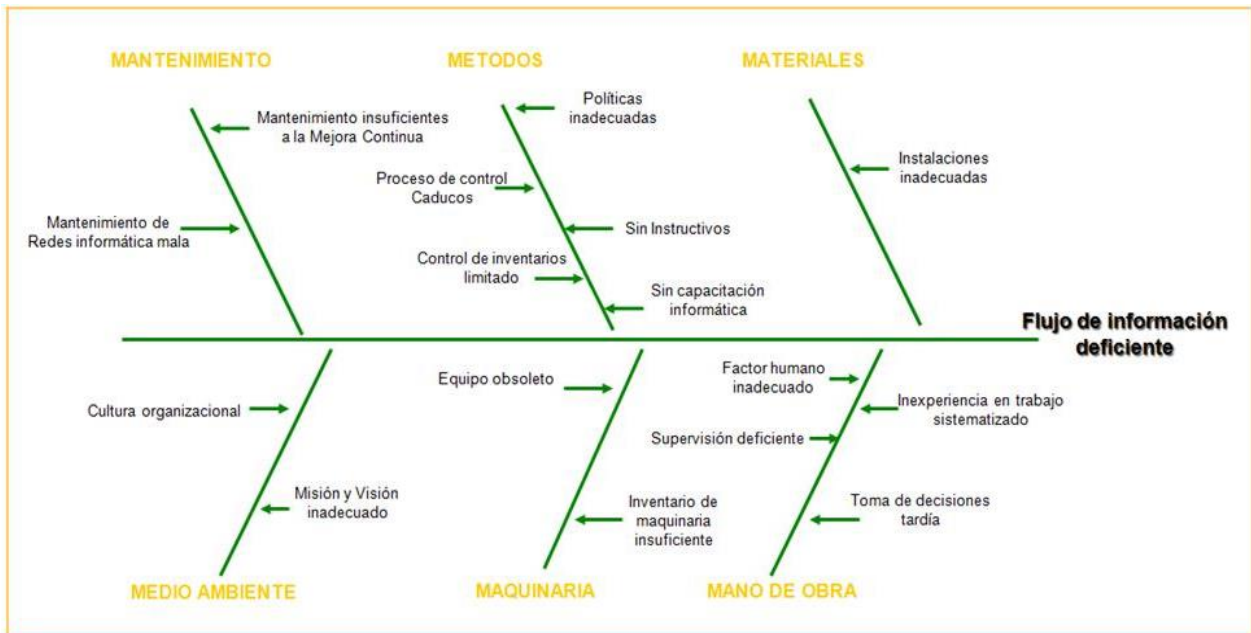 MANTENIMIENTO
METODOS
MATERIALES
Mantenimiento insuficientes
a la Mejora Continua
Mantenimiento de
Redes informática mala
Políticas
inadecuadas
Proceso de control
Caducos
Sin Instructivos
Control de inventarios
limitado
Sin capacitación
informática
Instalaciones
inadecuadas
Flujo de información
deficiente
Cultura organizacional
Misión y Visión
inadecuado
Equipo obsoleto
Inventario de
maquinaria
insuficiente
Factor humano
inadecuado
Inexperiencia en trabajo
sistematizado
Supervisión deficiente
Toma de decisiones
tardía
MEDIO AMBIENTE
MAQUINARIA
MANO DE OBRA